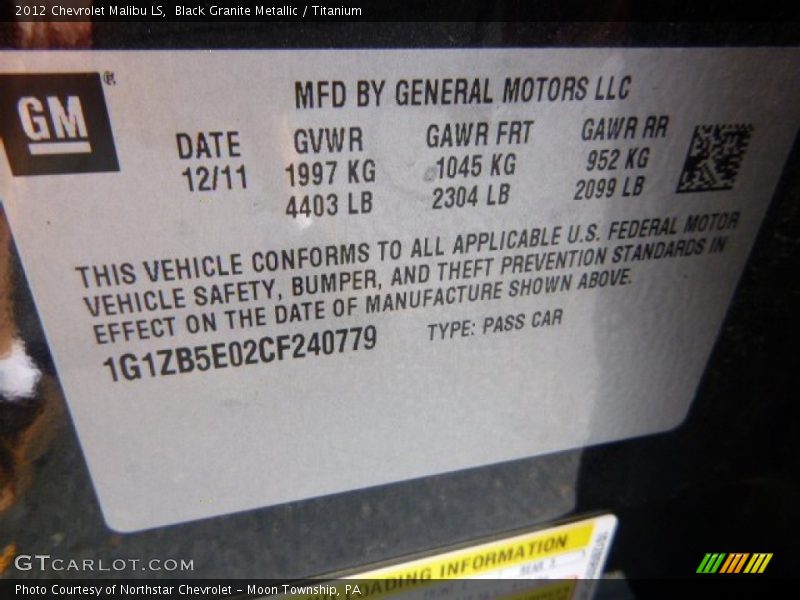 2012 Chevrolet Malibu LS, Black Granite Metallic / Titanium
GM ®
MFD BY GENERAL MOTORS LLC
DATE GVWR GAWR FRT GAWR RR
12/11 1997 KG 1045 KG 952 KG
4403 LB 2304 LB 2099 LB
THIS VEHICLE CONFORMS TO ALL APPLICABLE U.S. FEDERAL MOTOR
VEHICLE SAFETY, BUMPER, AND THEFT PREVENTION STANDARDS IN
EFFECT ON THE DATE OF MANUFACTURE SHOWN ABOVE.
1G1ZB5E02CF240779 TYPE: PASS CAR
LOADING INFORMATION
GTCARLOT.COM
Photo Courtesy of Northstar Chevrolet - Moon Township, PA